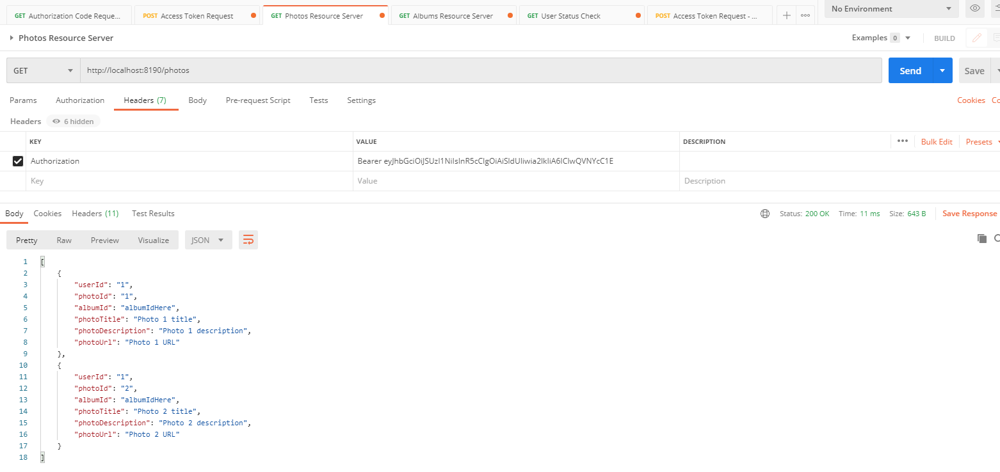 GET Authorization Code Reque...
POST Access Token Request
GET Photos Resource Server
GET Albums Resource Server
GET User Status Check
POST Access Token Request - ...
No Environment
Photos Resource Server
Examples 0
BUILD
GET
http://localhost:8190/photos
Send
Save
Params
Authorization
Headers (7)
Body
Pre-request Script
Tests
Settings
Cookies
Co
Headers
6 hidden
KEY
VALUE
DESCRIPTION
Bulk Edit
Presets
Authorization
Key
Value
Description
Body
Cookies
Headers (11)
Test Results
Status: 200 OK
Time: 11 ms
Size: 643 B
Save Response
Pretty
Raw
Preview
Visualize
JSON
1 [
2 {
3 "userId": "1",
4 "photoId": "1",
5 "albumId": "albumIdHere",
6 "photoTitle": "Photo 1 title",
7 "photoDescription": "Photo 1 description",
8 "photoUrl": "Photo 1 URL"
9 },
10 {
11 "userId": "1",
12 "photoId": "2",
13 "albumId": "albumIdHere",
14 "photoTitle": "Photo 2 title",
15 "photoDescription": "Photo 2 description",
16 "photoUrl": "Photo 2 URL"
17 }
18 ]